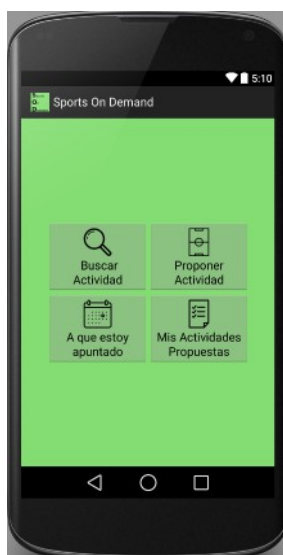 5:10
Sports On Demand
Buscar
Actividad
Proponer
Actividad
A que estoy
apuntado
Mis Actividades
Propuestas